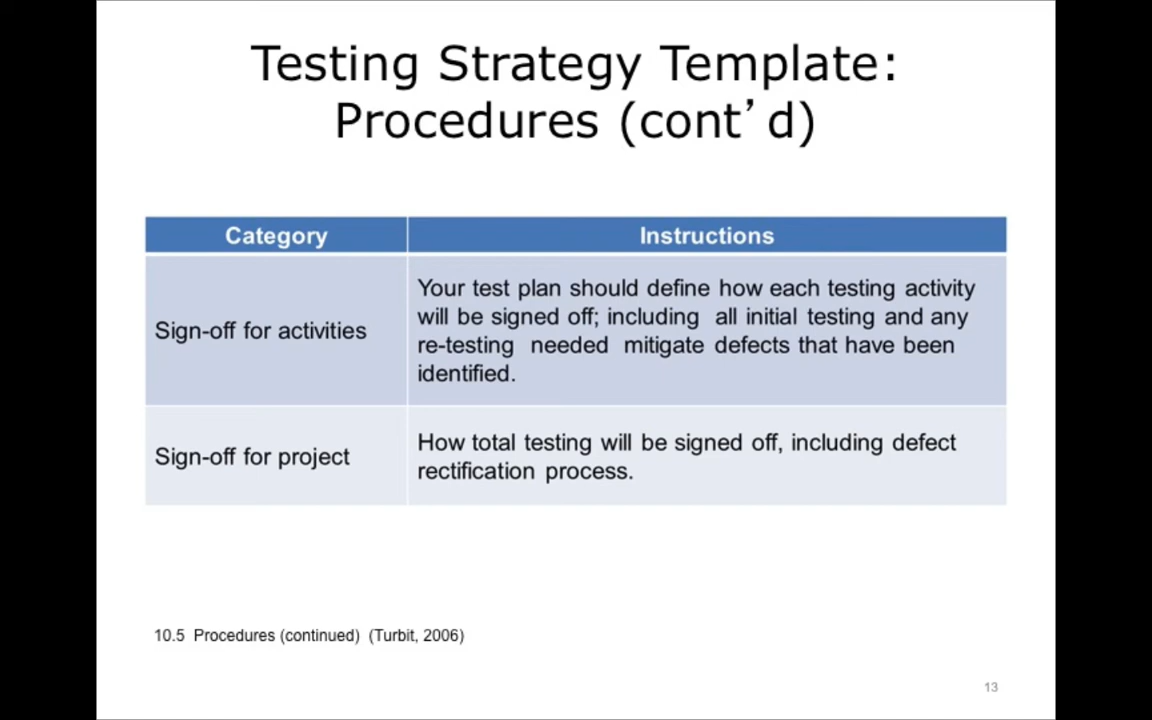 Testing Strategy Template:
Procedures (cont’d)
Category
Instructions
Sign-off for activities
Your test plan should define how each testing activity
will be signed off; including all initial testing and any
re-testing needed mitigate defects that have been
identified.
Sign-off for project
How total testing will be signed off, including defect
rectification process.
10.5 Procedures (continued) (Turbit, 2006)
13